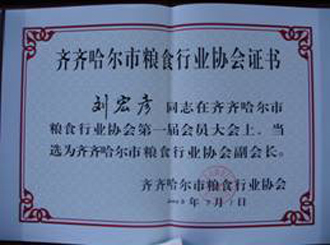 齐齐哈尔市粮食行业协会证书
刘宏彦 同志在齐齐哈尔市
粮食行业协会第一届会员大会上，当
选为齐齐哈尔市粮食行业协会副会长。
齐齐哈尔市粮食行业协会
年 月 日